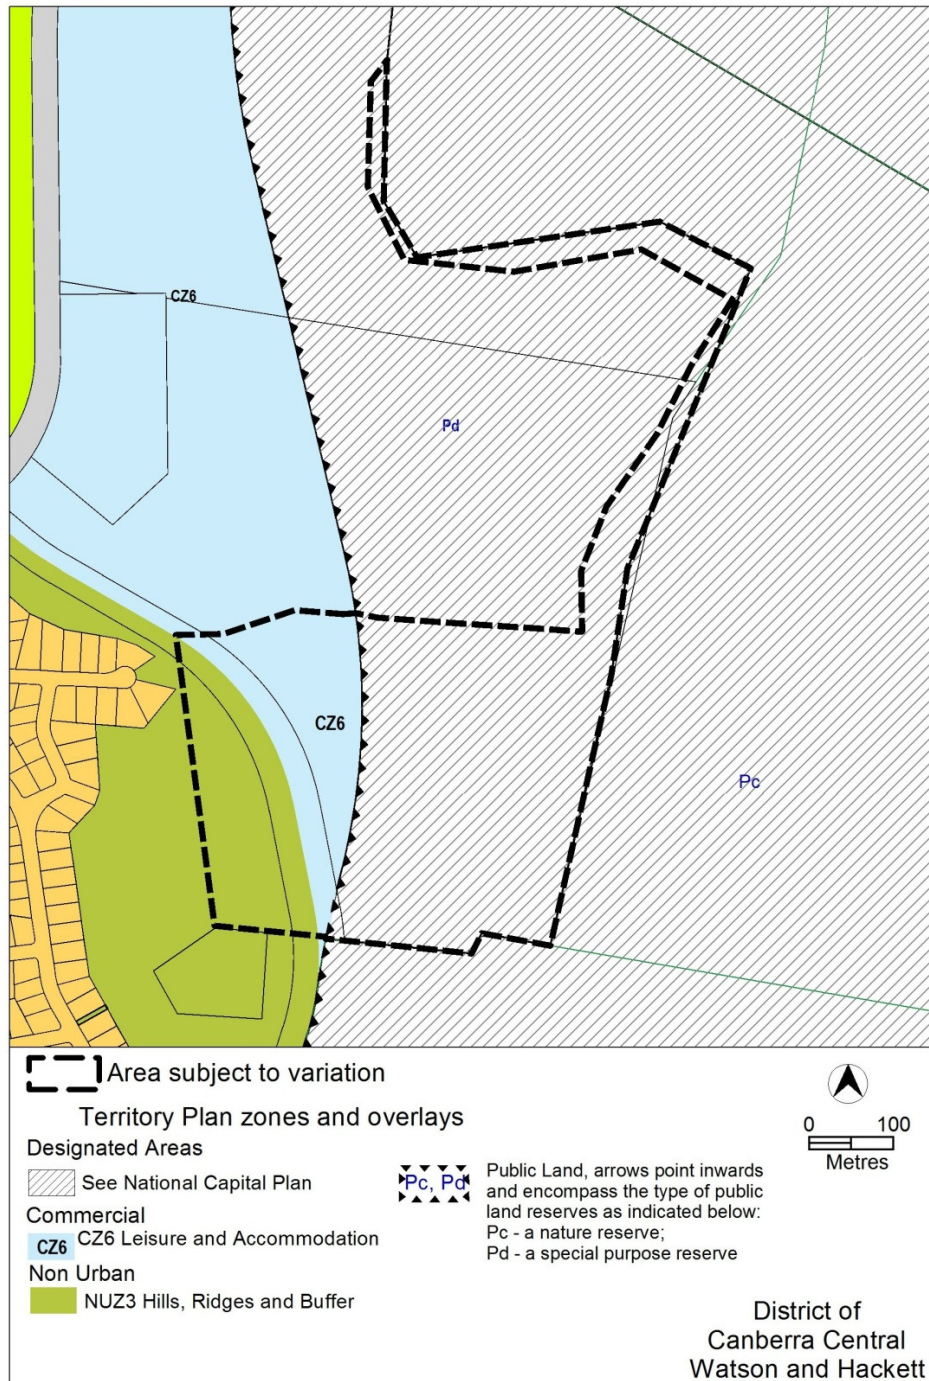 CZ6
Pd
CZ6
Pc
Area subject to variation
Territory Plan zones and overlays
Designated Areas
See National Capital Plan
Commercial
CZ6 CZ6 Leisure and Accommodation
Non Urban
NUZ3 Hills, Ridges and Buffer
Pc, Pd
Public Land, arrows point inwards
and encompass the type of public
land reserves as indicated below:
Pc - a nature reserve;
Pd - a special purpose reserve
0 100
Metres
District of
Canberra Central
Watson and Hackett